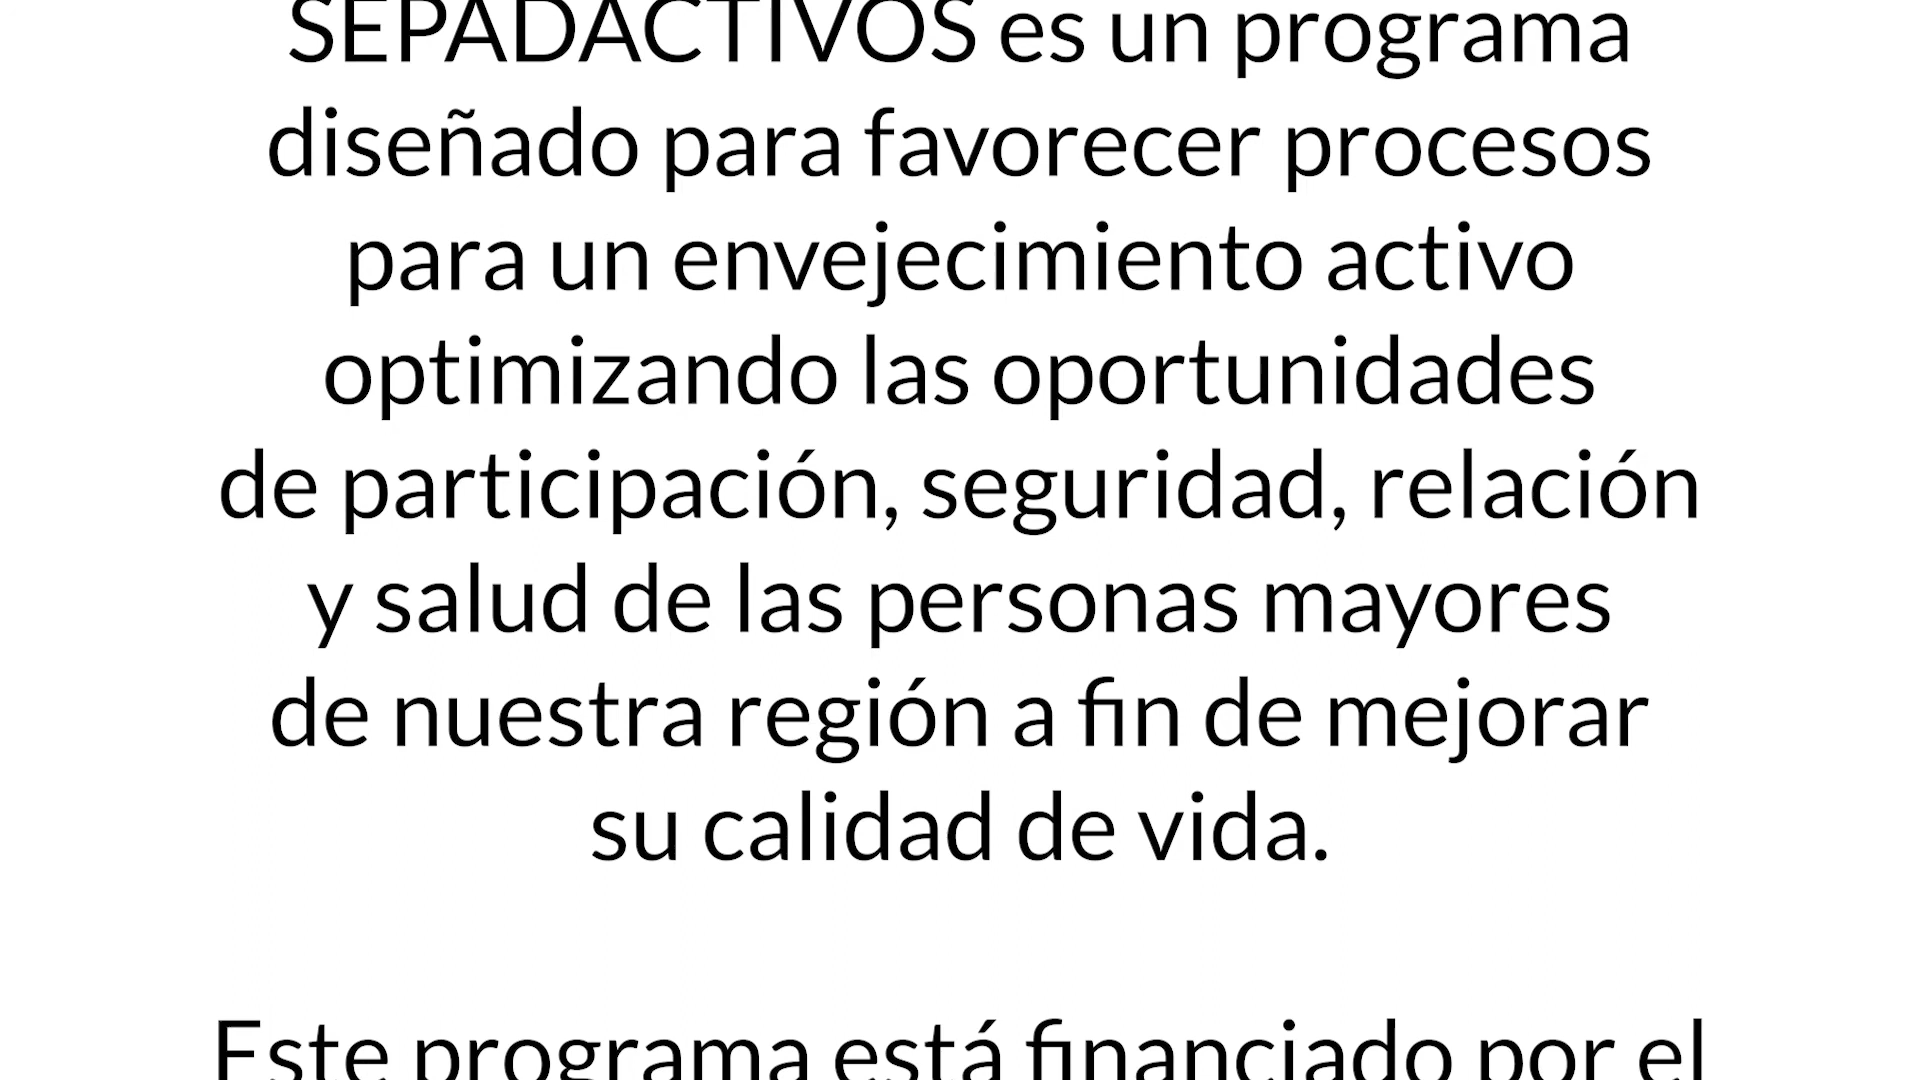 SEPADACTIVOS es un programa
diseñado para favorecer procesos
para un envejecimiento activo
optimizando las oportunidades
de participación, seguridad, relación
y salud de las personas mayores
de nuestra región a fin de mejorar
su calidad de vida.
Este programa está financiado por el